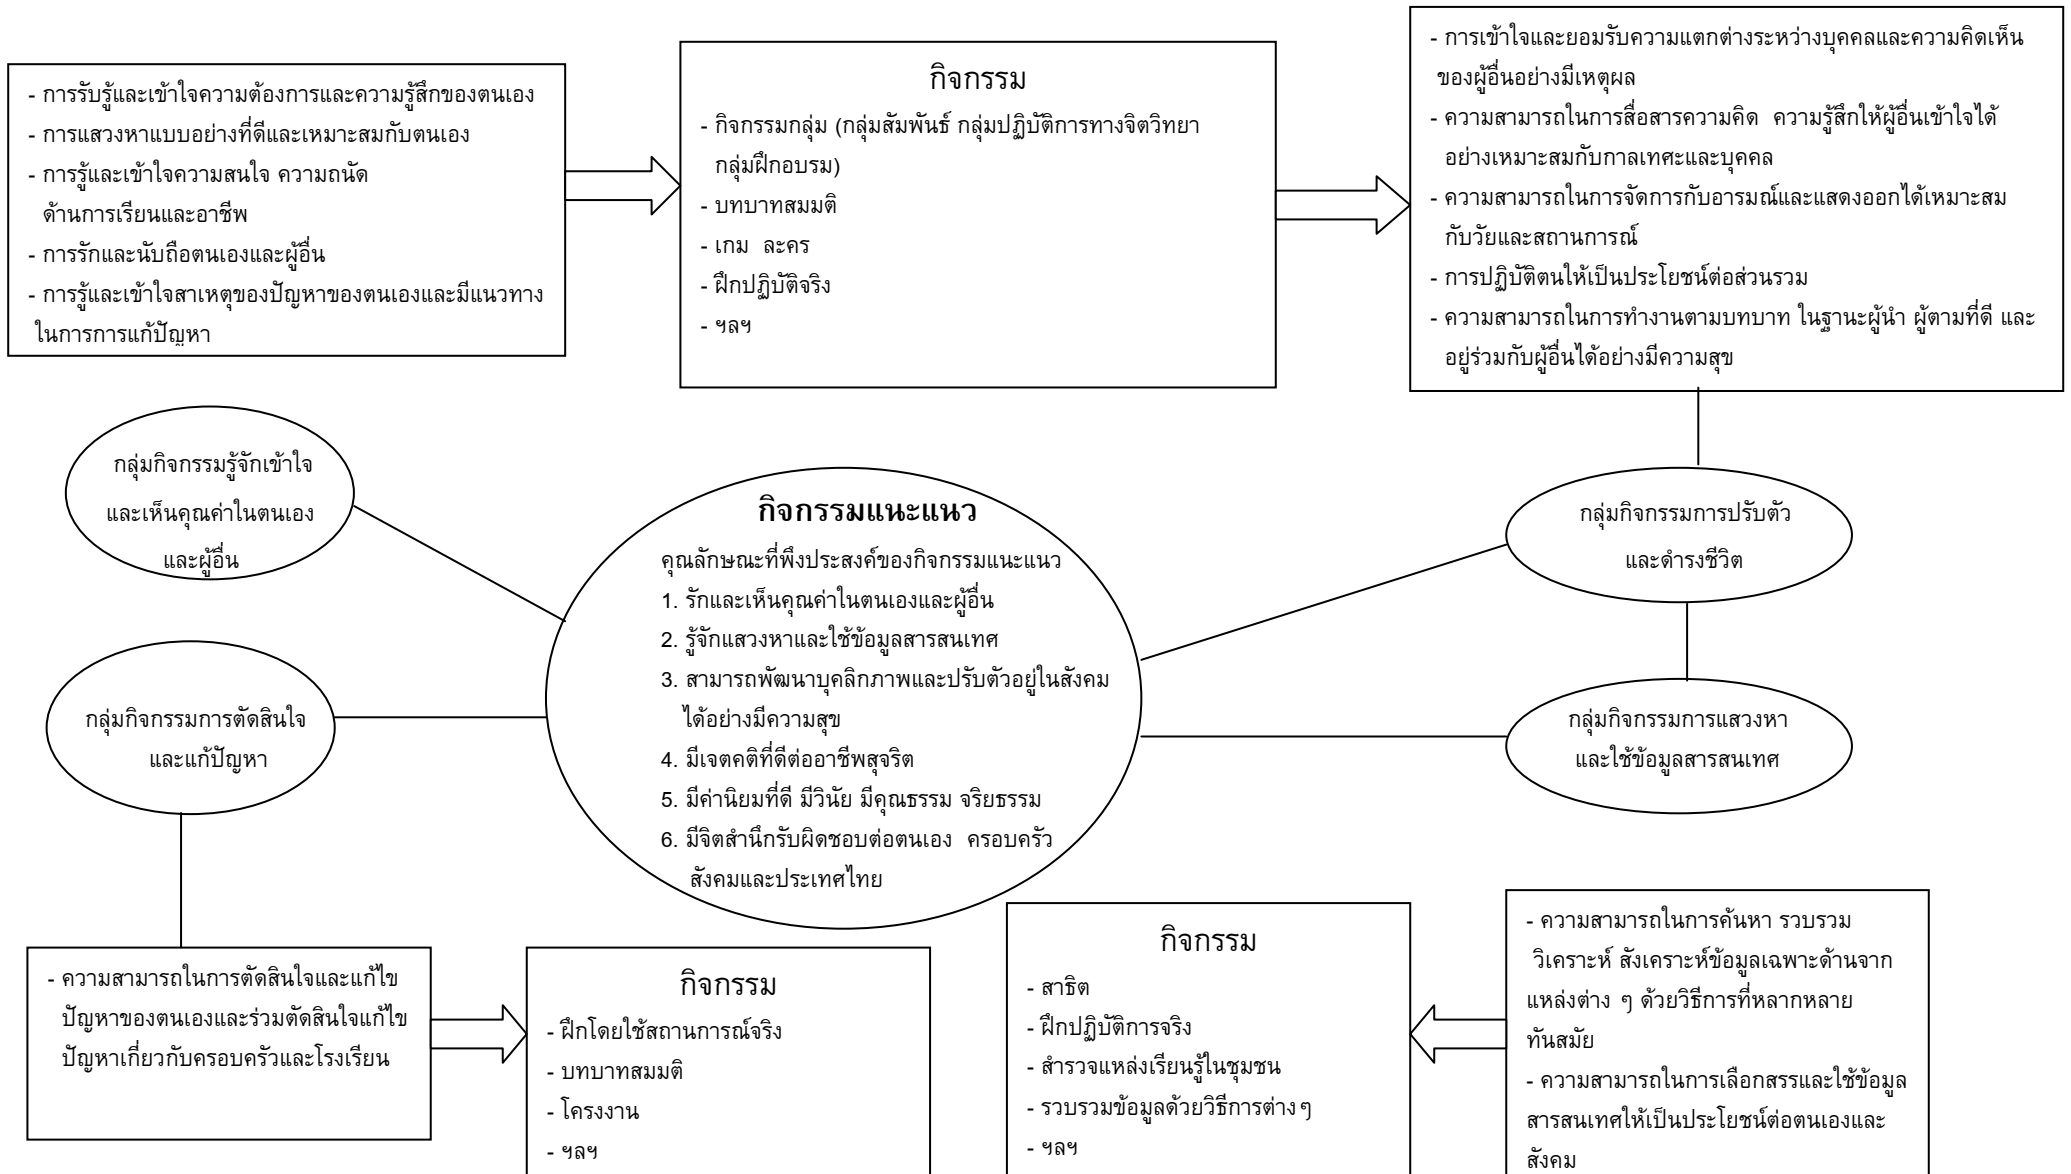 - การรับรู้และเข้าใจความต้องการและความรู้สึกของตนเอง
- การแสวงหาแบบอย่างที่ดีและเหมาะสมกับตนเอง
- การรู้และเข้าใจความสนใจ ความถนัด
ด้านการเรียนและอาชีพ
- การรักและนับถือตนเองและผู้อื่น
- การรู้และเข้าใจสาเหตุของปัญหาของตนเองและมีแนวทาง
ในการการแก้ปัญหา
กิจกรรม
- กิจกรรมกลุ่ม (กลุ่มสัมพันธ์ กลุ่มปฏิบัติการทางจิตวิทยา
กลุ่มฝึกอบรม)
- บทบาทสมมติ
- เกม ละคร
- ฝึกปฏิบัติจริง
- ฯลฯ
- การเข้าใจและยอมรับความแตกต่างระหว่างบุคคลและความคิดเห็น
ของผู้อื่นอย่างมีเหตุผล
- ความสามารถในการสื่อสารความคิด ความรู้สึกให้ผู้อื่นเข้าใจได้
อย่างเหมาะสมกับกาลเทศะและบุคคล
- ความสามารถในการจัดการกับอารมณ์และแสดงออกได้เหมาะสม
กับวัยและสถานการณ์
- การปฏิบัติตนให้เป็นประโยชน์ต่อส่วนรวม
- ความสามารถในการทำงานตามบทบาท ในฐานะผู้นำ ผู้ตามที่ดี และ
อยู่ร่วมกับผู้อื่นได้อย่างมีความสุข
กลุ่มกิจกรรมรู้จักเข้าใจ
และเห็นคุณค่าในตนเอง
และผู้อื่น
กิจกรรมแนะแนว
คุณลักษณะที่พึงประสงค์ของกิจกรรมแนะแนว
1. รักและเห็นคุณค่าในตนเองและผู้อื่น
2. รู้จักแสวงหาและใช้ข้อมูลสารสนเทศ
3. สามารถพัฒนาบุคลิกภาพและปรับตัวอยู่ในสังคม
ได้อย่างมีความสุข
4. มีเจตคติที่ดีต่ออาชีพสุจริต
5. มีค่านิยมที่ดี มีวินัย มีคุณธรรม จริยธรรม
6. มีจิตสำนึกรับผิดชอบต่อตนเอง ครอบครัว
สังคมและประเทศไทย
กลุ่มกิจกรรมการปรับตัว
และดำรงชีวิต
กลุ่มกิจกรรมการตัดสินใจ
และแก้ปัญหา
กลุ่มกิจกรรมการแสวงหา
และใช้ข้อมูลสารสนเทศ
- ความสามารถในการตัดสินใจและแก้ไข
ปัญหาของตนเองและร่วมตัดสินใจแก้ไข
ปัญหาเกี่ยวกับครอบครัวและโรงเรียน
กิจกรรม
- ฝึกโดยใช้สถานการณ์จริง
- บทบาทสมมติ
- โครงงาน
- ฯลฯ
กิจกรรม
- สาธิต
- ฝึกปฏิบัติการจริง
- สำรวจแหล่งเรียนรู้ในชุมชน
- รวบรวมข้อมูลด้วยวิธีการต่าง ๆ
- ฯลฯ
- ความสามารถในการค้นหา รวบรวม
วิเคราะห์ สังเคราะห์ข้อมูลเฉพาะด้านจาก
แหล่งต่าง ๆ ด้วยวิธีการที่หลากหลาย
ทันสมัย
- ความสามารถในการเลือกสรรและใช้ข้อมูล
สารสนเทศให้เป็นประโยชน์ต่อตนเองและ
สังคม